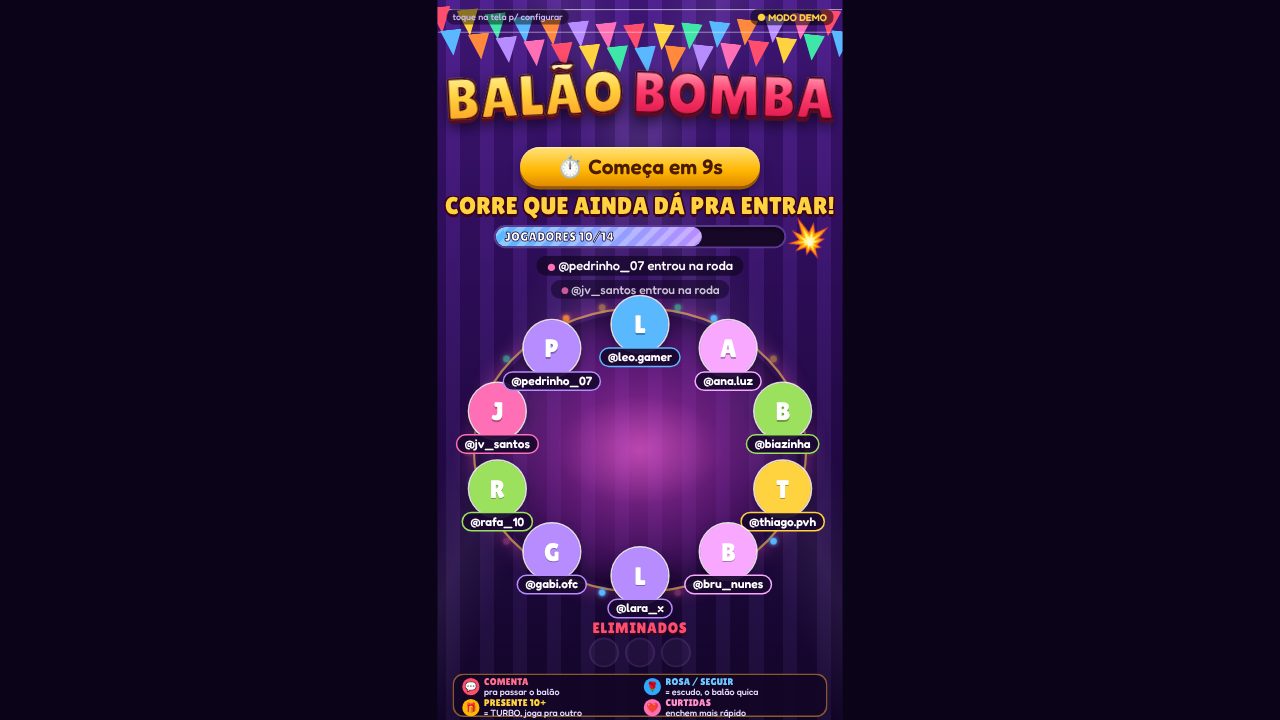 toque na tela p/ configurar
MODO DEMO
BALÃO BOMBA
Começa em 9s
CORRE QUE AINDA DÁ PRA ENTRAR!
JOGADORES 10/14
@pedrinho_07 entrou na roda
@jv_santos entrou na roda
L
@leo.gamer
P
@pedrinho_07
A
@ana.luz
J
@jv_santos
B
@biazinha
R
@rafa_10
T
@thiago.pvh
G
@gabi.ofc
L
@lara_x
B
@bru_nunes
ELIMINADOS
COMENTA
pra passar o balão
ROSA / SEGUIR
= escudo, o balão quica
PRESENTE 10+
= TURBO, joga pra outro
CURTIDAS
enchem mais rápido